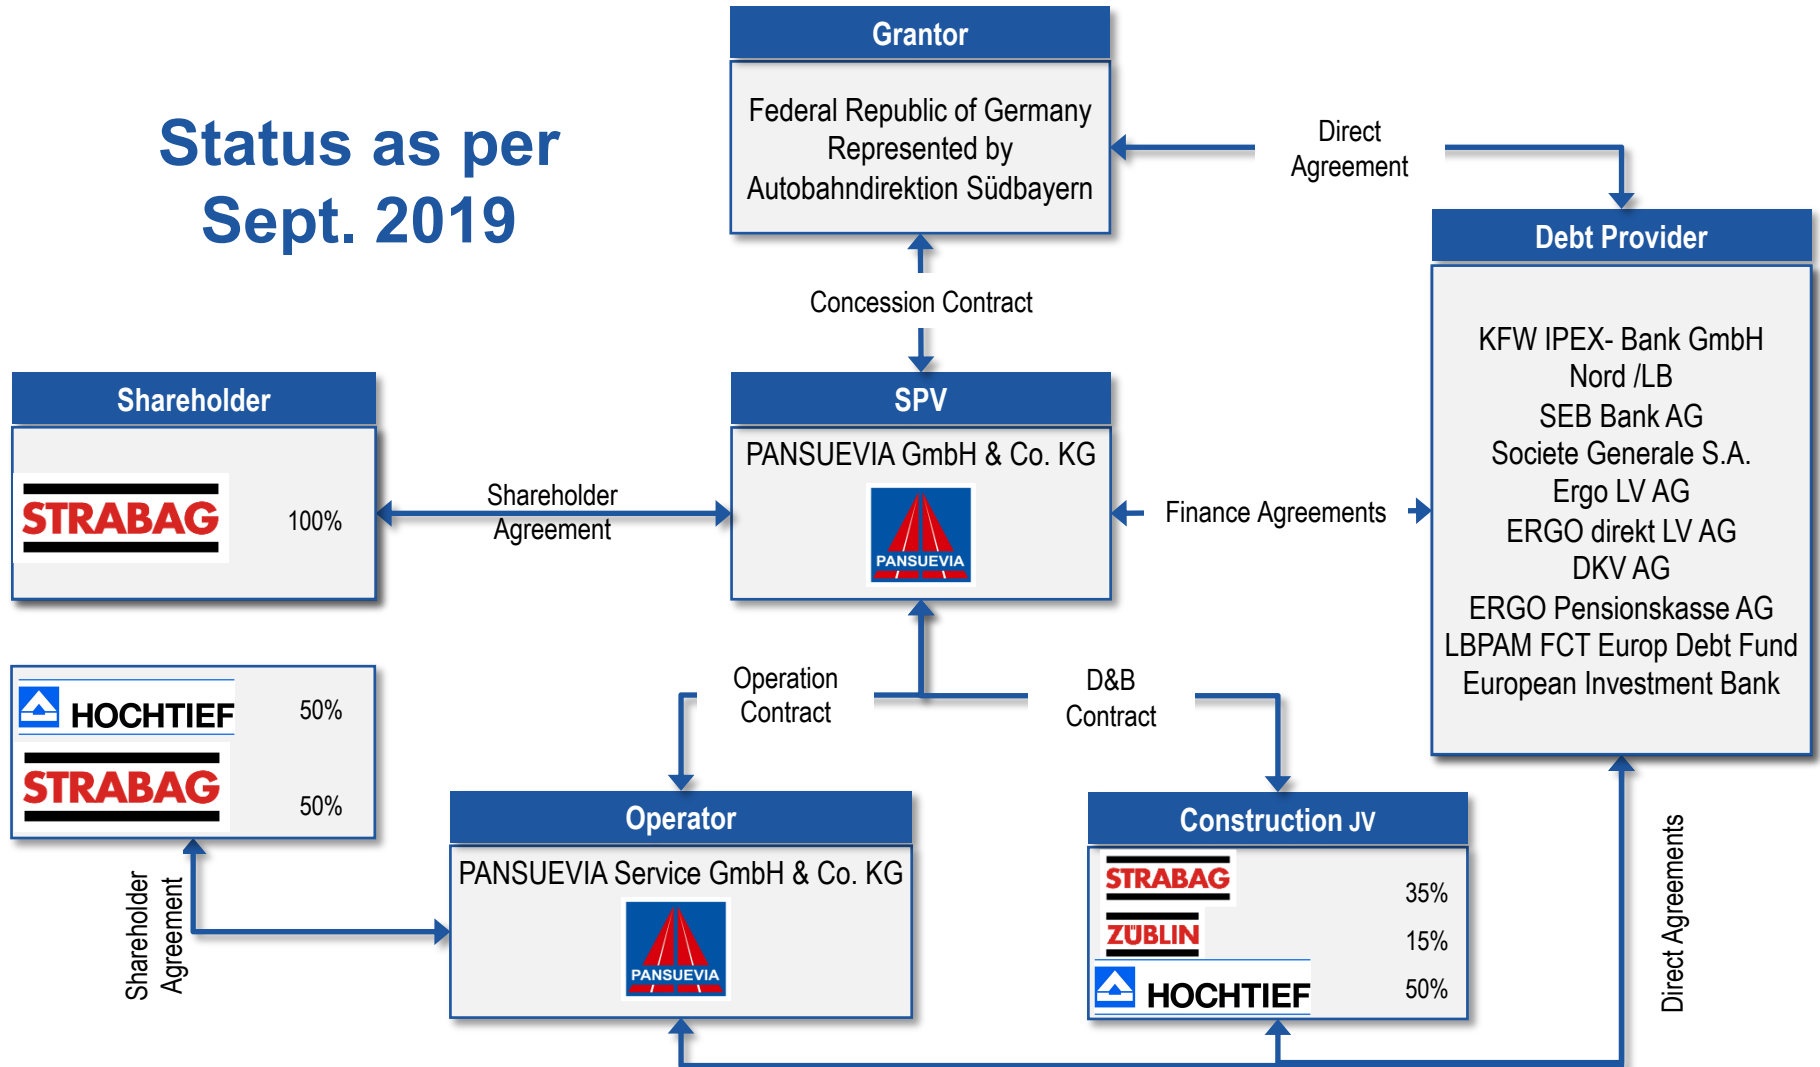 Status as per
Sept. 2019
Grantor
Federal Republic of Germany
Represented by
Autobahndirektion Südbayern
Direct
Agreement
Debt Provider
KFW IPEX- Bank GmbH
Nord /LB
SEB Bank AG
Societe Generale S.A.
Ergo LV AG
ERGO direkt LV AG
DKV AG
ERGO Pensionskasse AG
LBPAM FCT Europ Debt Fund
European Investment Bank
Concession Contract
Shareholder
STRABAG 100%
Shareholder
Agreement
SPV
PANSUEVIA GmbH & Co. KG
PANSUEVIA
Finance Agreements
HOCHTIEF 50%
STRABAG 50%
Operation
Contract
D&B
Contract
Shareholder
Agreement
Operator
PANSUEVIA Service GmbH & Co. KG
PANSUEVIA
Construction JV
STRABAG 35%
ZÜBLIN 15%
HOCHTIEF 50%
Direct Agreements